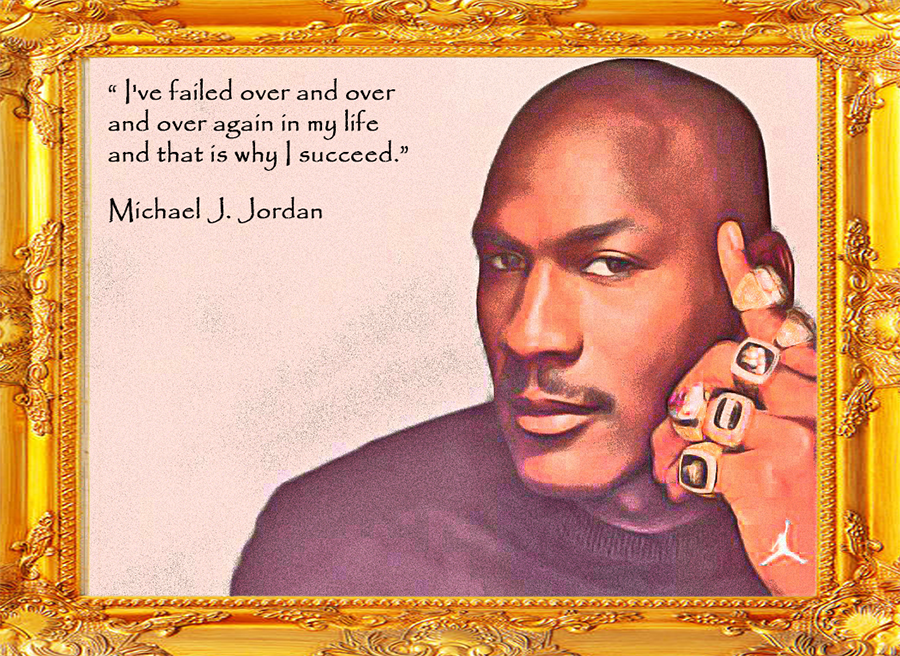 “ I've failed over and over
and over again in my life
and that is why I succeed.”
Michael J. Jordan